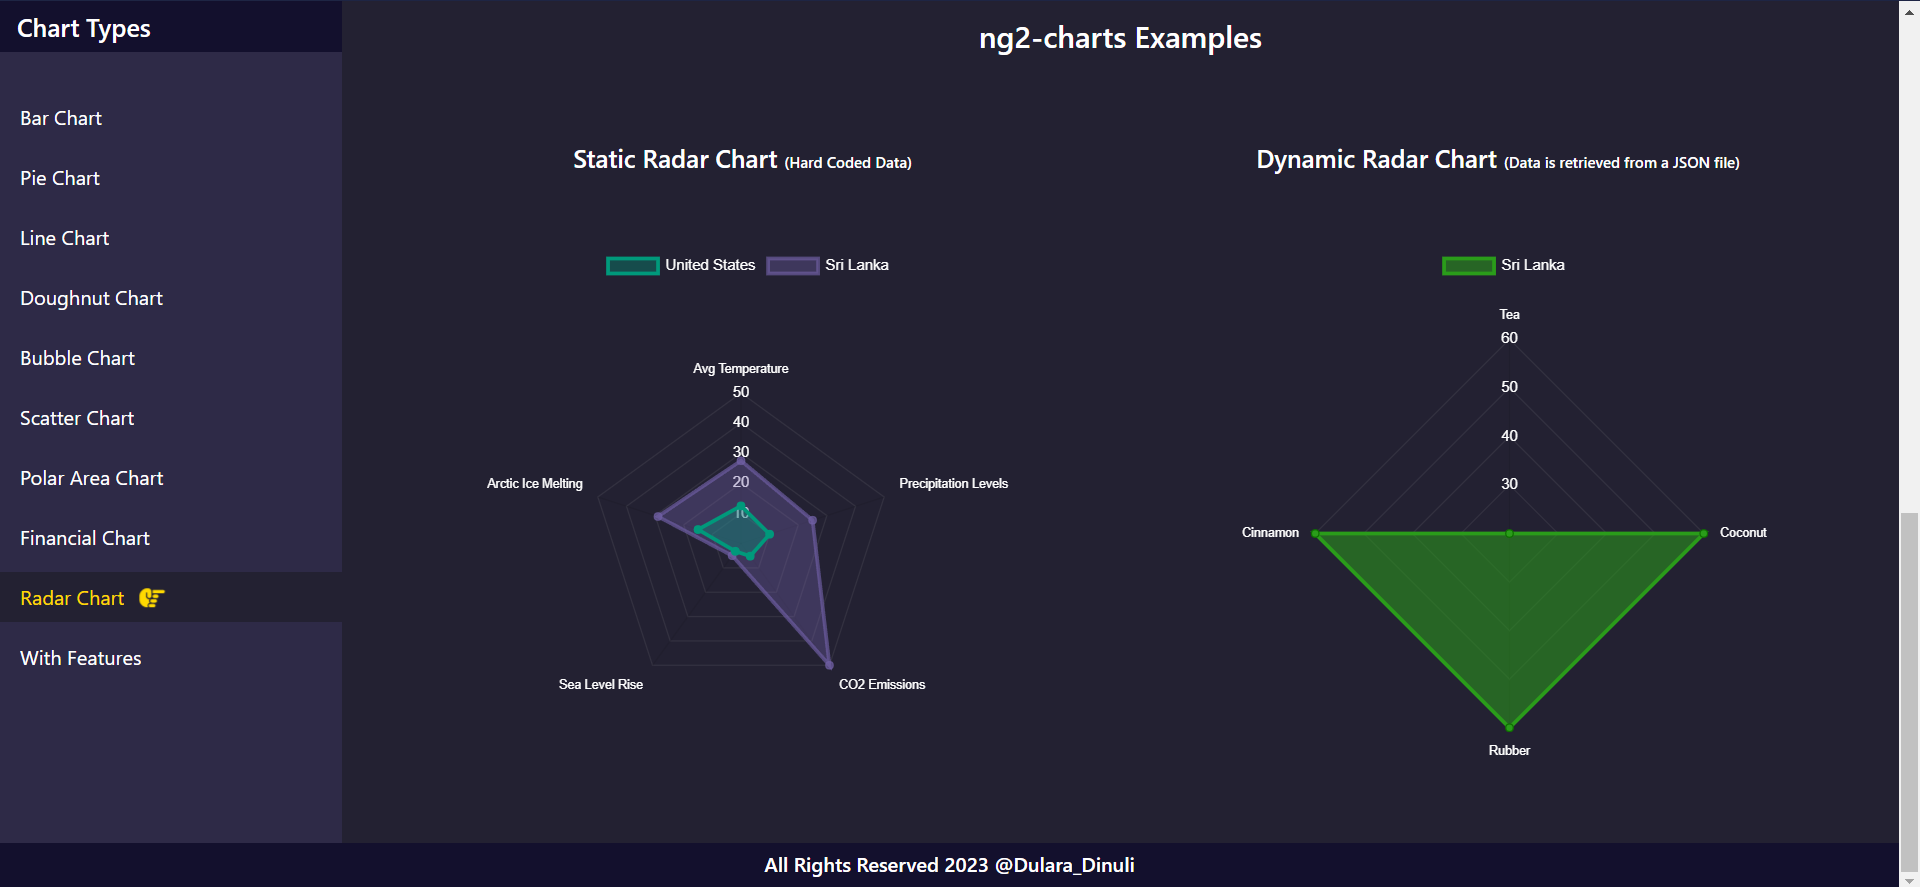 Chart Types
Bar Chart
Pie Chart
Line Chart
Doughnut Chart
Bubble Chart
Scatter Chart
Polar Area Chart
Financial Chart
Radar Chart
With Features
ng2-charts Examples
Static Radar Chart (Hard Coded Data)
United States Sri Lanka
Avg Temperature
50
40
30
20
10
Arctic Ice Melting
Precipitation Levels
Sea Level Rise
CO2 Emissions
Dynamic Radar Chart (Data is retrieved from a JSON file)
Sri Lanka
Tea
60
50
40
30
Cinnamon
Coconut
Rubber
All Rights Reserved 2023 @Dulara_Dinuli